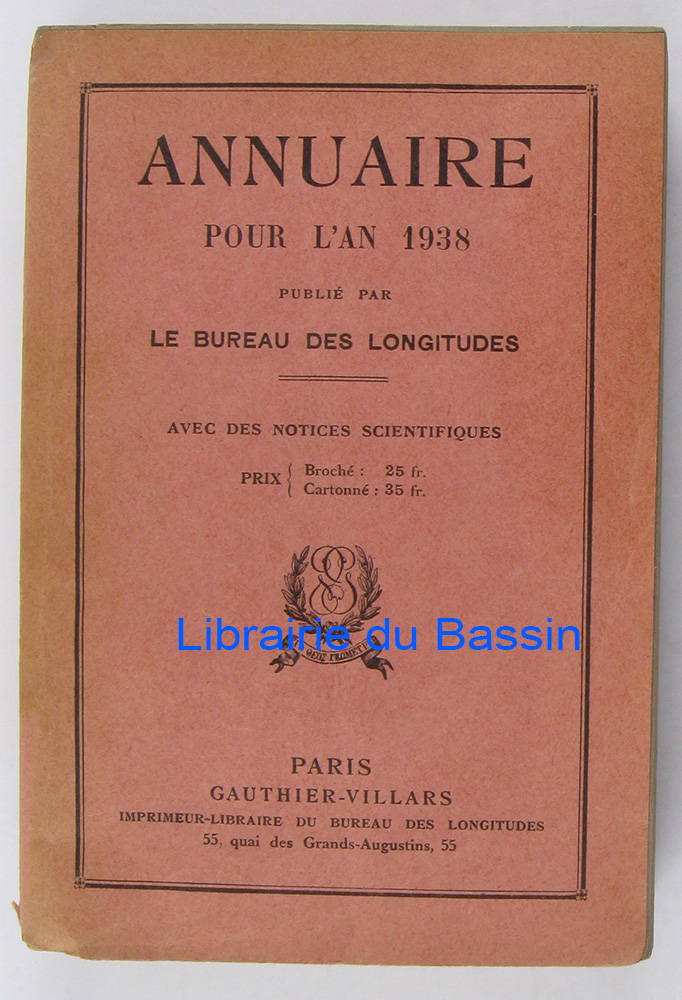 ANNUAIRE
POUR L'AN 1938
PUBLIÉ PAR
LE BUREAU DES LONGITUDES
AVEC DES NOTICES SCIENTIFIQUES
PRIX { Broché : 25 fr.
Cartonné : 35 fr.
Librairie du Bassin
PARIS
GAUTHIER-VILLARS
IMPRIMEUR-LIBRAIRE DU BUREAU DES LONGITUDES
55, quai des Grands-Augustins, 55